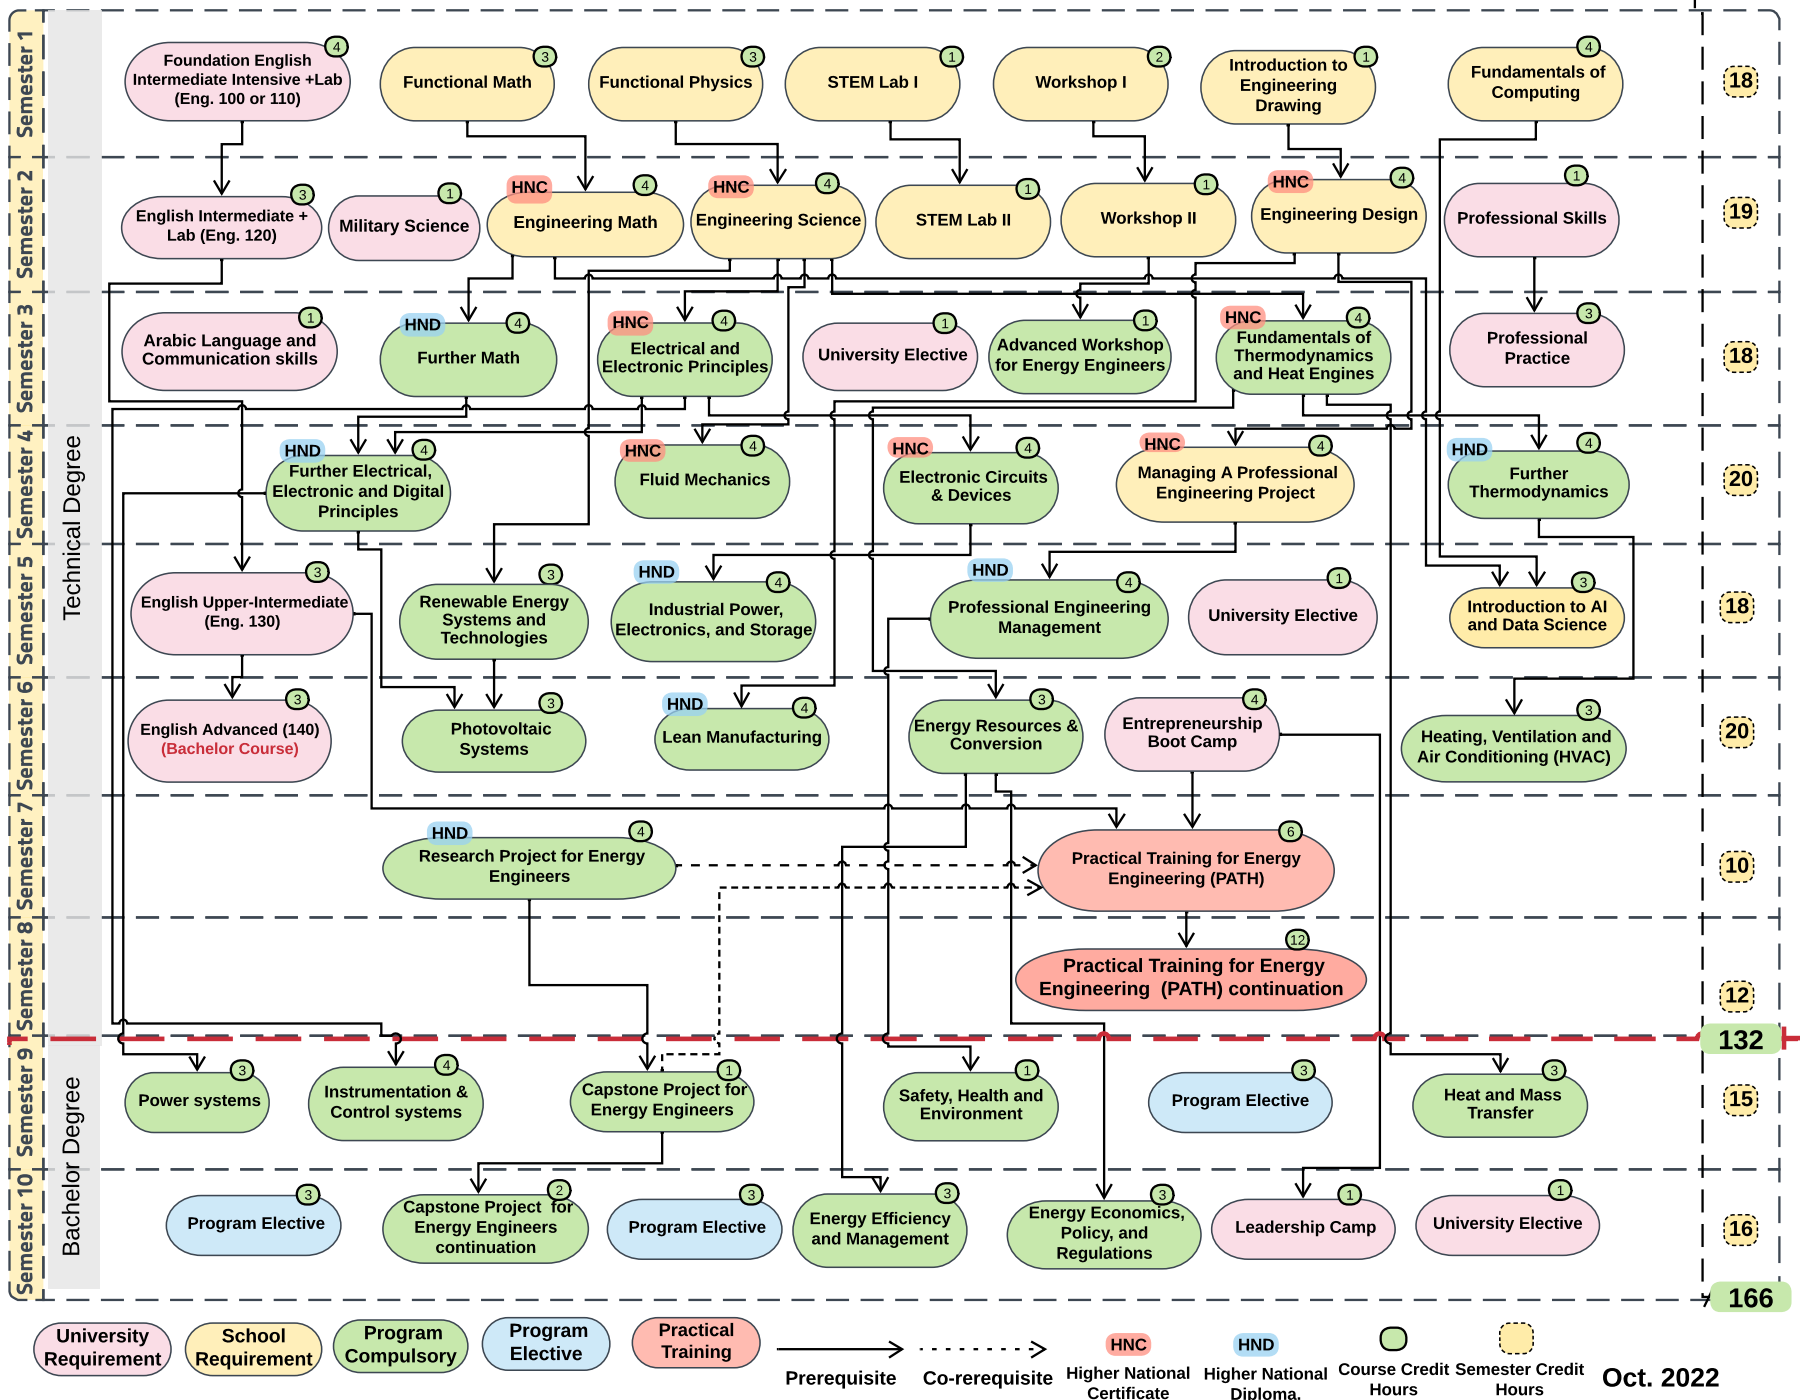 Semester 1
4
Foundation English
Intermediate Intensive +Lab
(Eng. 100 or 110)
3
Functional Math
3
Functional Physics
1
STEM Lab I
2
Workshop I
1
Introduction to
Engineering
Drawing
4
Fundamentals of
Computing
18
Semester 2
3
English Intermediate +
Lab (Eng. 120)
1
Military Science
HNC
4
Engineering Math
HNC
4
Engineering Science
1
STEM Lab II
1
Workshop II
HNC
4
Engineering Design
1
Professional Skills
19
Semester 3
1
Arabic Language and
Communication skills
HND
4
Further Math
HNC
4
Electrical and
Electronic Principles
1
University Elective
1
Advanced Workshop
for Energy Engineers
HNC
4
Fundamentals of
Thermodynamics
and Heat Engines
3
Professional
Practice
18
Technical Degree
Semester 4
HND
4
Further Electrical,
Electronic and Digital
Principles
HNC
4
Fluid Mechanics
HNC
4
Electronic Circuits
& Devices
HNC
4
Managing A Professional
Engineering Project
HND
4
Further
Thermodynamics
20
Semester 5
3
English Upper-Intermediate
(Eng. 130)
3
Renewable Energy
Systems and
Technologies
HND
4
Industrial Power,
Electronics, and Storage
HND
4
Professional Engineering
Management
1
University Elective
3
Introduction to AI
and Data Science
18
Semester 6
3
English Advanced (140)
(Bachelor Course)
3
Photovoltaic
Systems
HND
4
Lean Manufacturing
3
Energy Resources &
Conversion
4
Entrepreneurship
Boot Camp
3
Heating, Ventilation and
Air Conditioning (HVAC)
20
Semester 7
HND
4
Research Project for Energy
Engineers
6
Practical Training for Energy
Engineering (PATH)
10
Semester 8
12
Practical Training for Energy
Engineering (PATH) continuation
12
132
Bachelor Degree
Semester 9
3
Power systems
4
Instrumentation &
Control systems
1
Capstone Project for
Energy Engineers
1
Safety, Health and
Environment
3
Program Elective
3
Heat and Mass
Transfer
15
Semester 10
3
Program Elective
2
Capstone Project for
Energy Engineers
continuation
3
Program Elective
3
Energy Efficiency
and Management
3
Energy Economics,
Policy, and
Regulations
1
Leadership Camp
1
University Elective
16
166
University
Requirement
School
Requirement
Program
Compulsory
Program
Elective
Practical
Training
Prerequisite
Co-rerequisite
HNC
Higher National
Certificate
HND
Higher National
Diploma.
Course Credit
Hours
Semester Credit
Hours
Oct. 2022